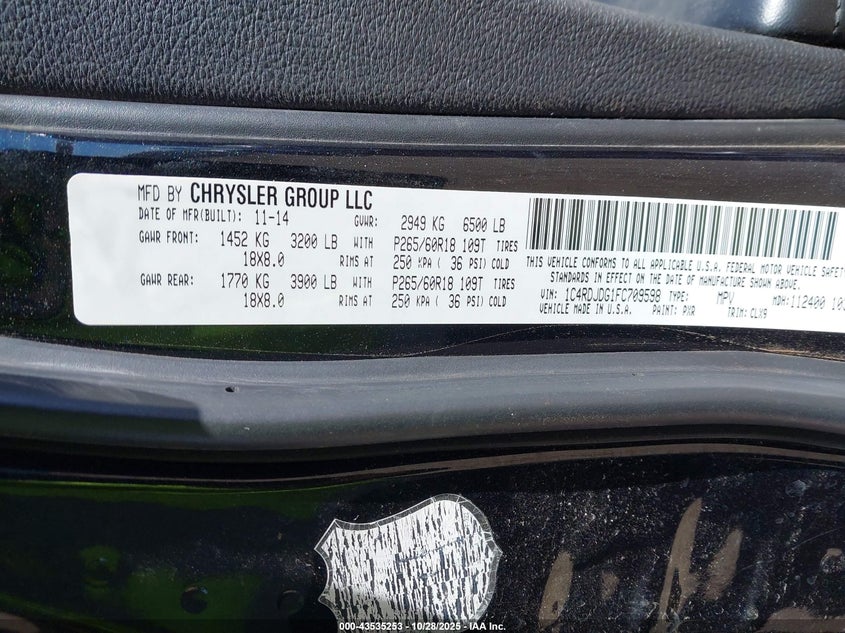 MFD BY CHRYSLER GROUP LLC
DATE OF MFR(BUILT): 11-14 GVWR: 2949 KG 6500 LB
GAWR FRONT: 1452 KG 3200 LB WITH P265/60R18 109T TIRES
18X8.0 RIMS AT 250 KPA ( 36 PSI) COLD
GAWR REAR: 1770 KG 3900 LB WITH P265/60R18 109T TIRES
18X8.0 RIMS AT 250 KPA ( 36 PSI) COLD
THIS VEHICLE CONFORMS TO ALL APPLICABLE U.S.A. FEDERAL MOTOR VEHICLE SAFETY
STANDARDS IN EFFECT ON THE DATE OF MANUFACTURE SHOWN ABOVE.
VIN: 1C4RDJDG1FC709598 TYPE: MPV MDH: 112400
VEHICLE MADE IN U.S.A. PAINT: PXR TRIM: CLX9
000-43535253 - 10/28/2025 - IAA Inc.